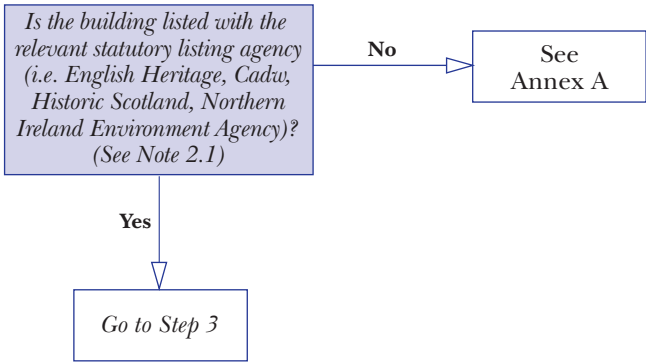 Is the building listed with the
relevant statutory listing agency
(i.e. English Heritage, Cadw,
Historic Scotland, Northern
Ireland Environment Agency)?
(See Note 2.1)
No
See
Annex A
Yes
Go to Step 3